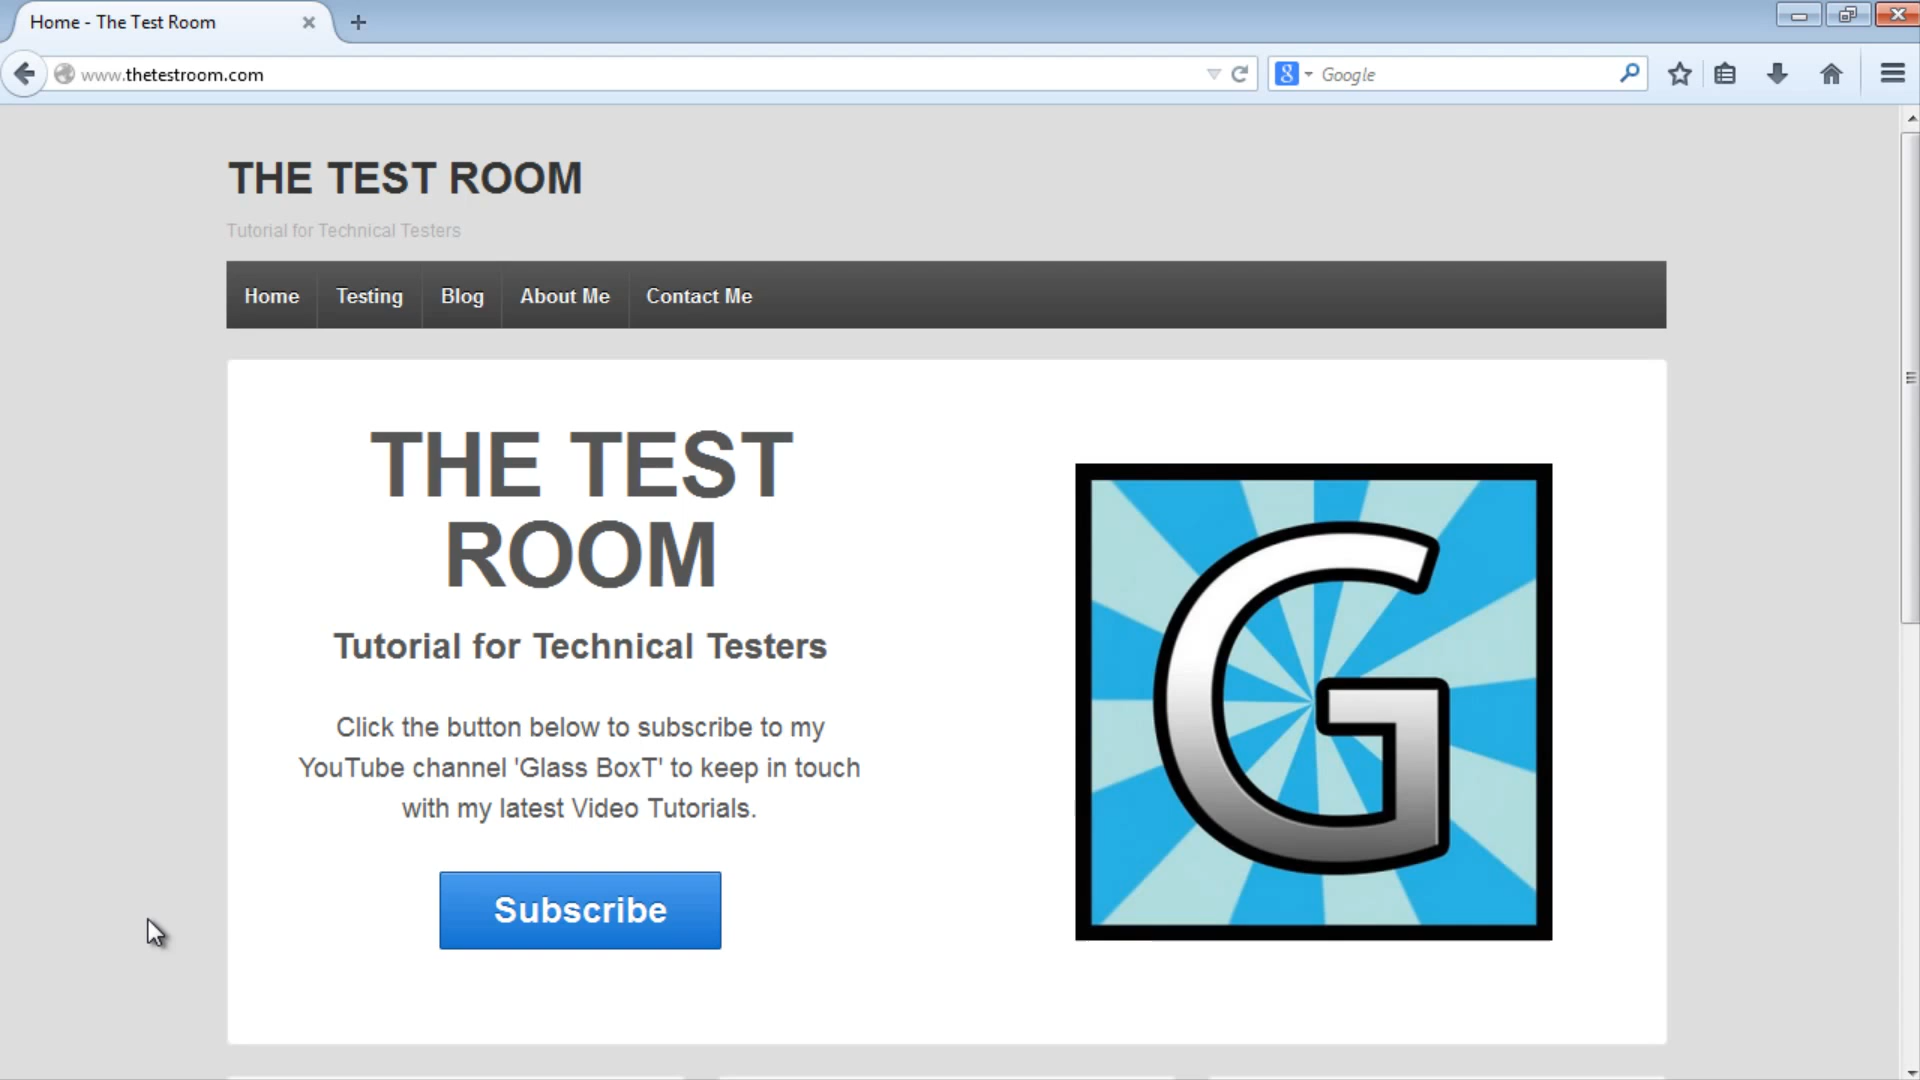 Home - The Test Room
www.thetestroom.com
8 Google
THE TEST ROOM
Tutorial for Technical Testers
Home Testing Blog About Me Contact Me
THE TEST
ROOM
Tutorial for Technical Testers
Click the button below to subscribe to my
YouTube channel 'Glass BoxT' to keep in touch
with my latest Video Tutorials.
Subscribe
G